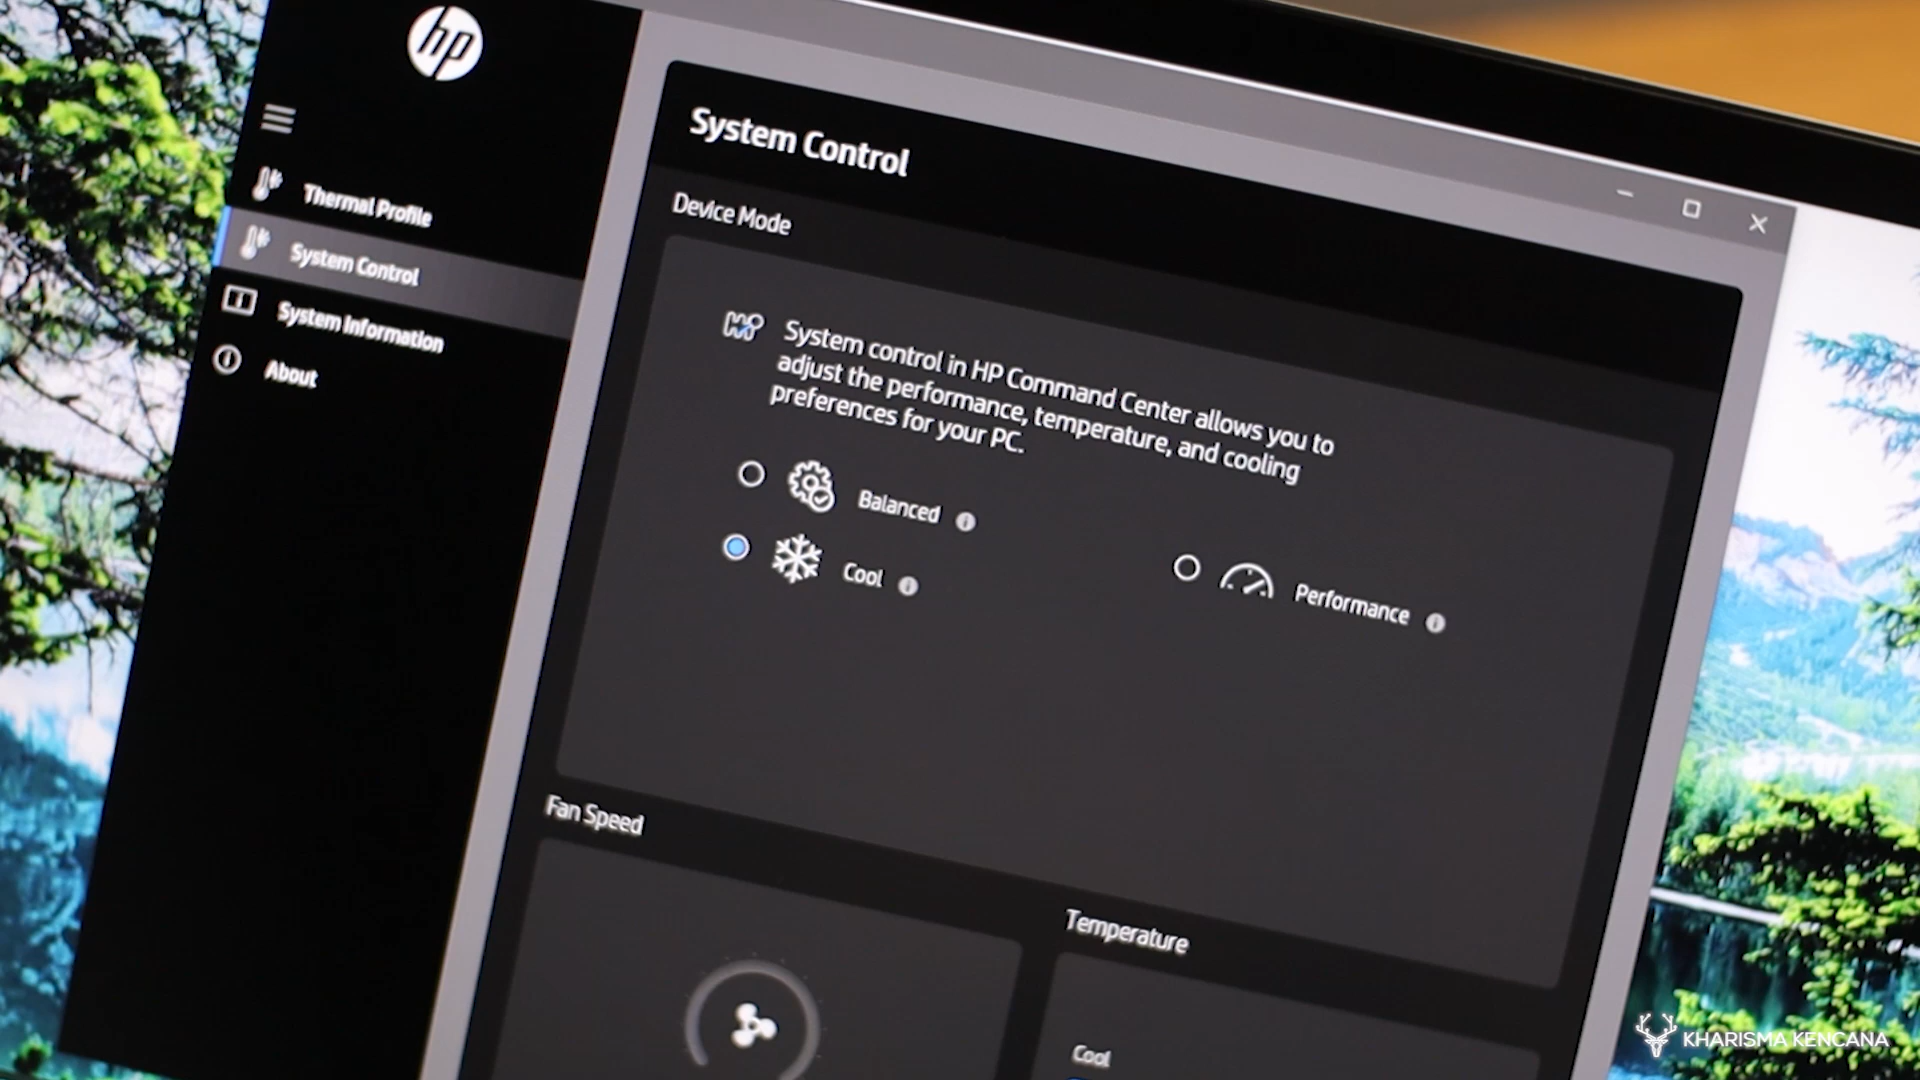 hp
Thermal Profile
System Control
System Information
About
System Control
Device Mode
System control in HP Command Center allows you to
adjust the performance, temperature, and cooling
preferences for your PC.
Balanced
Performance
Cool
Fan Speed
Temperature
Cool
KHARISMA KENCANA